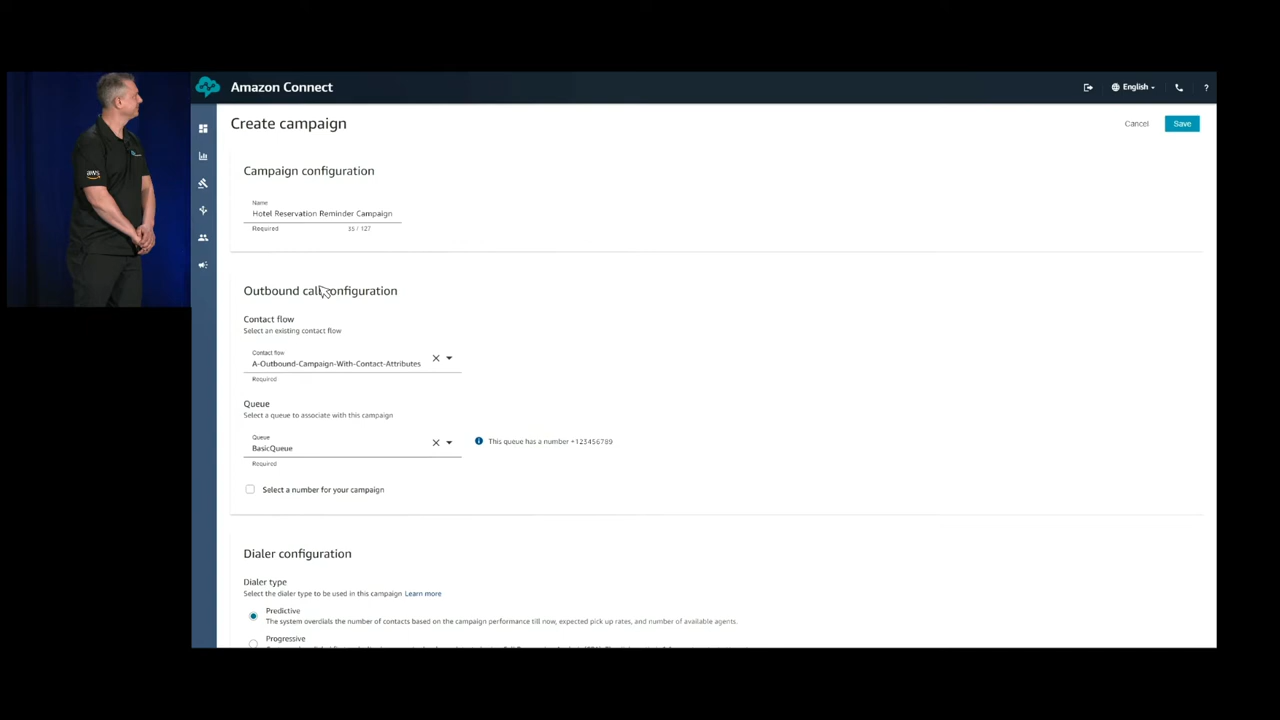 aws
Amazon Connect
English
?
Create campaign
Cancel
Save
Campaign configuration
Name
Hotel Reservation Reminder Campaign
Required
35 / 127
Outbound call configuration
Contact flow
Select an existing contact flow
Contact flow
A-Outbound-Campaign-With-Contact-Attributes
Required
Queue
Select a queue to associate with this campaign
Queue
BasicQueue
This queue has a number +123456789
Required
Select a number for your campaign
Dialer configuration
Dialer type
Select the dialer type to be used in this campaign Learn more
Predictive
The system overdials the number of contacts based on the campaign performance till now, expected pick up rates, and number of available agents.
Progressive